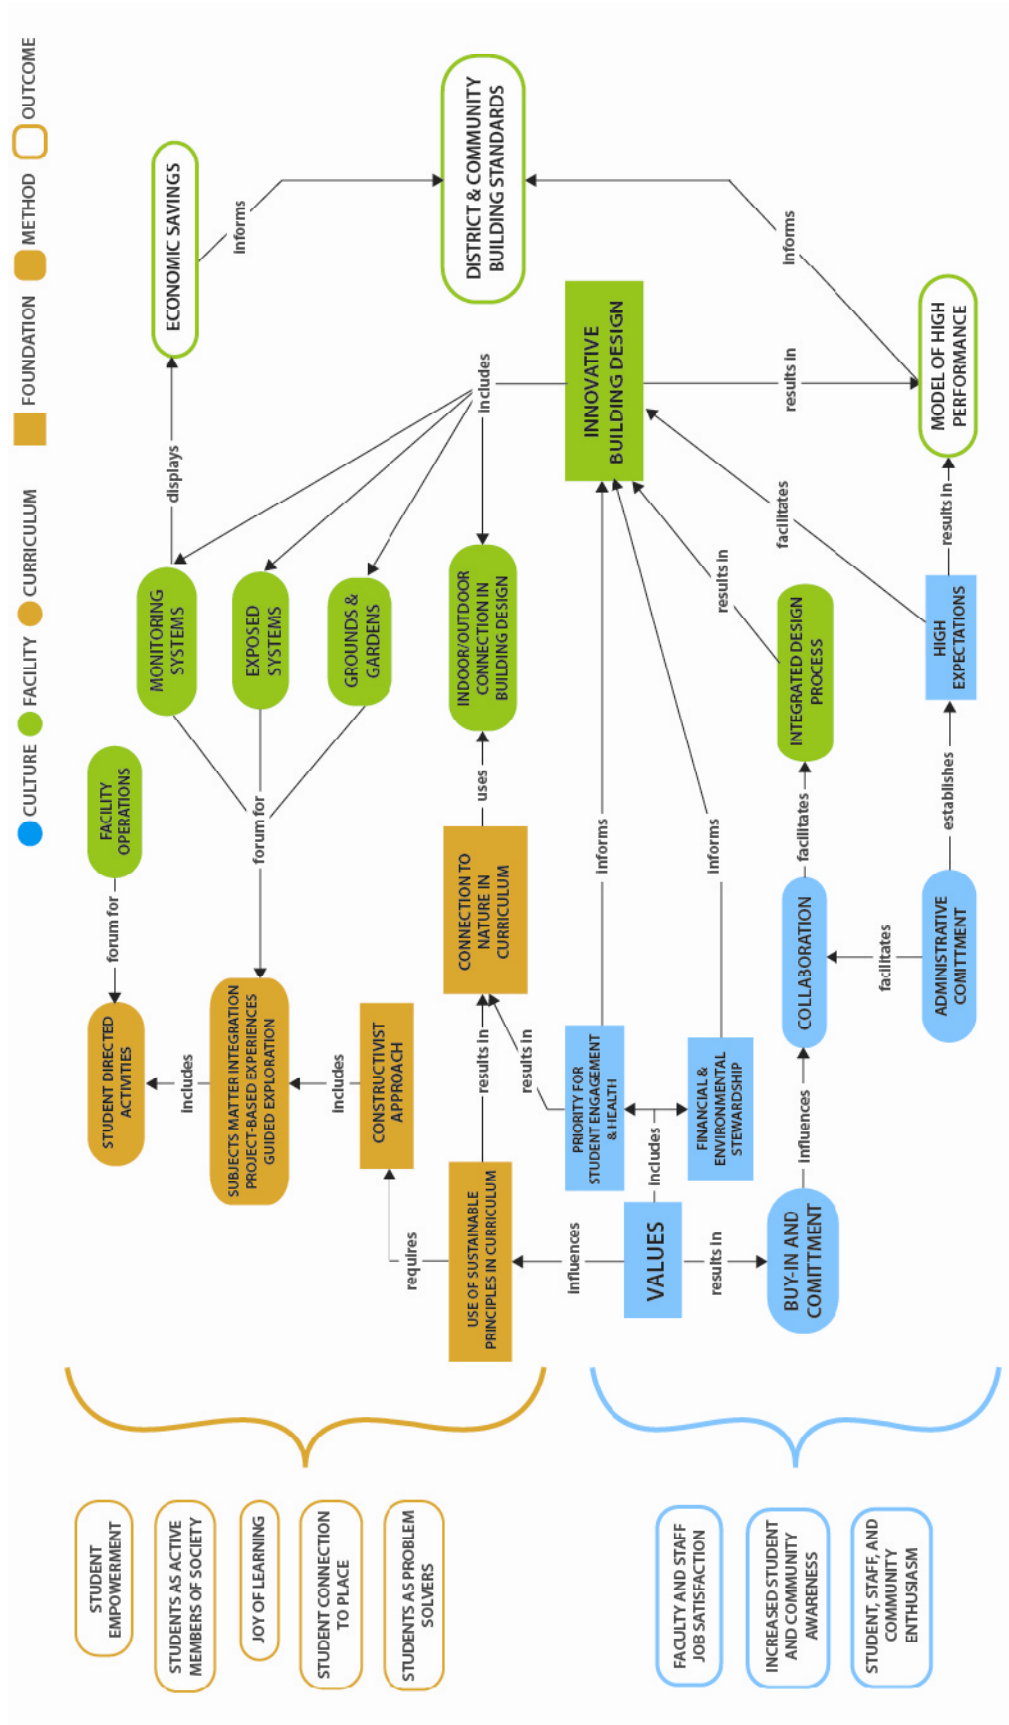 CULTURE
FACILITY
CURRICULUM
FOUNDATION
METHOD
OUTCOME
STUDENT
EMPOWERMENT
STUDENTS AS ACTIVE
MEMBERS OF SOCIETY
JOY OF LEARNING
STUDENT CONNECTION
TO PLACE
STUDENTS AS PROBLEM
SOLVERS
FACULTY AND STAFF
JOB SATISFACTION
INCREASED STUDENT
AND COMMUNITY
AWARENESS
STUDENT, STAFF, AND
COMMUNITY
ENTHUSIASM
STUDENT DIRECTED
ACTIVITIES
forum for
FACILITY
OPERATIONS
includes
SUBJECTS MATTER INTEGRATION
PROJECT-BASED EXPERIENCES
GUIDED EXPLORATION
forum for
includes
CONSTRUCTIVIST
APPROACH
requires
USE OF SUSTAINABLE
PRINCIPLES IN CURRICULUM
results in
results in
CONNECTION TO
NATURE IN
CURRICULUM
uses
INDOOR/OUTDOOR
CONNECTION IN
BUILDING DESIGN
MONITORING
SYSTEMS
EXPOSED
SYSTEMS
GROUNDS &
GARDENS
displays
ECONOMIC SAVINGS
informs
DISTRICT & COMMUNITY
BUILDING STANDARDS
includes
INNOVATIVE
BUILDING DESIGN
results in
informs
MODEL OF HIGH
PERFORMANCE
influences
VALUES
includes
PRIORITY FOR
STUDENT ENGAGEMENT
& HEALTH
informs
FINANCIAL &
ENVIRONMENTAL
STEWARDSHIP
informs
results in
BUY-IN AND
COMITTMENT
influences
COLLABORATION
facilitates
INTEGRATED DESIGN
PROCESS
results in
facilitates
facilitates
ADMINISTRATIVE
COMITTMENT
establishes
HIGH
EXPECTATIONS
results in